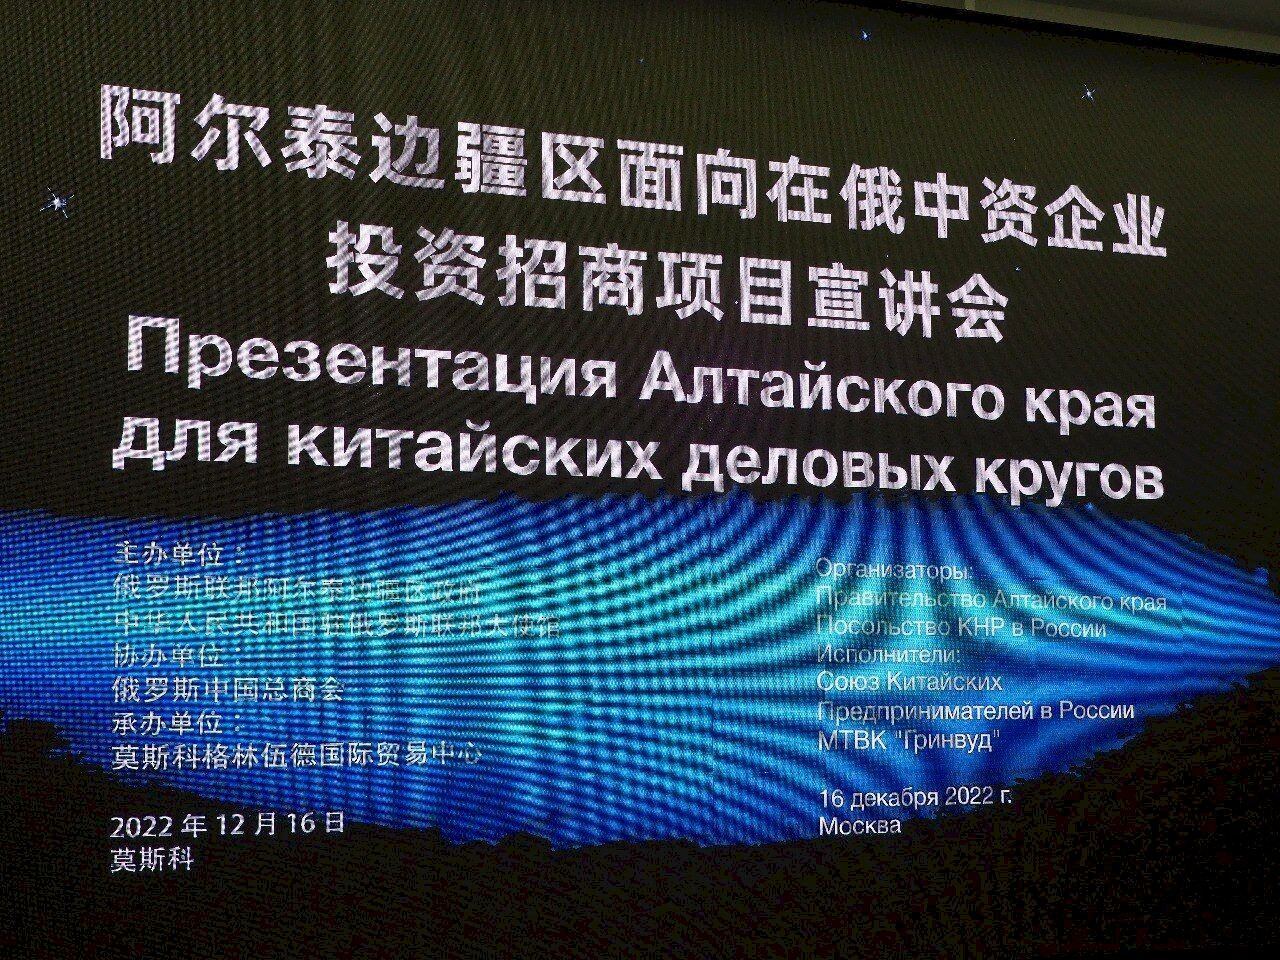 阿尔泰边疆区面向在俄中资企业
投资招商项目宣讲会
Презентация Алтайского края
для китайских деловых кругов
主办单位：
俄罗斯联邦阿尔泰边疆区政府
中华人民共和国驻俄罗斯联邦大使馆
协办单位：
俄罗斯中国总商会
承办单位：
莫斯科格林伍德国际贸易中心
2022 年 12 月 16 日
莫斯科
Организаторы:
Правительство Алтайского края
Посольство КНР в России
Исполнители:
Союз Китайских
Предпринимателей в России
МТВК "Гринвуд"
16 декабря 2022 г.
Москва